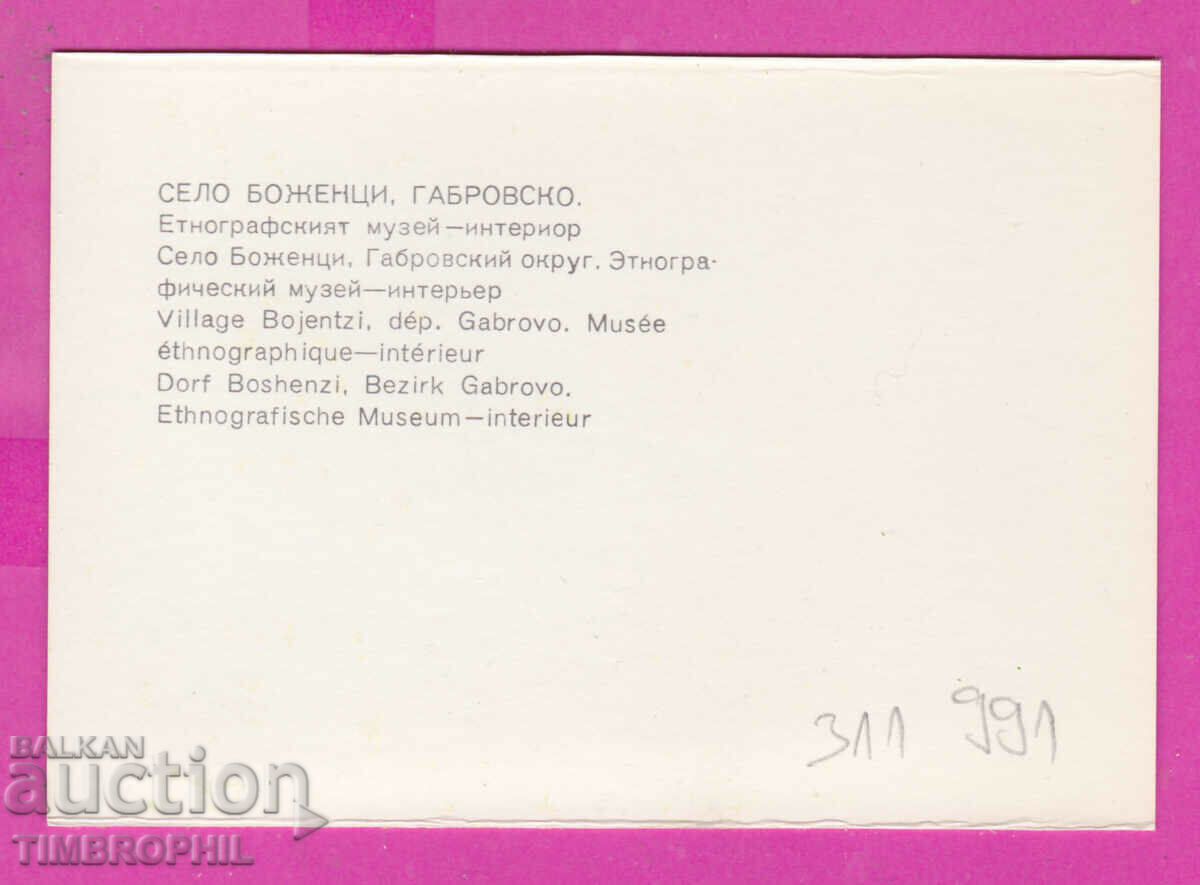 СЕЛО БОЖЕНЦИ, ГАБРОВСКО.
Етнографският музей—интериор
Село Боженци, Габровский округ. Этногра-
фический музей—интерьер
Village Bojentzi, dép. Gabrovo. Musée
éthnographique—intérieur
Dorf Boshenzi, Bezirk Gabrovo.
Ethnografische Museum—interieur
311 991
BALKAN
auction
TIMBROPHIL